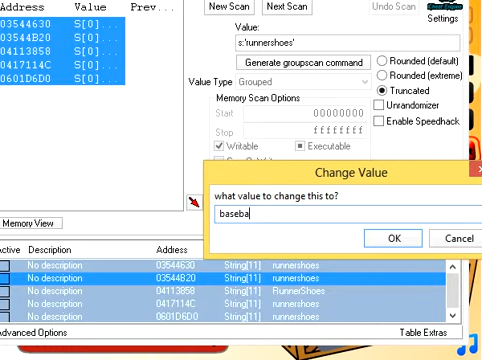 Address Value Prev...
03544630 S[0]...
03544B20 S[0]...
04113858 S[0]...
0417114C S[0]...
0601D6D0 S[0]...
New Scan Next Scan Undo Scan
Settings
Value:
s:'runnershoes'
Generate groupscan command
Value Type Grouped
Memory Scan Options
Start 00000000
Stop ffffffff
Writable Executable
Rounded (default)
Rounded (extreme)
Truncated
Unrandomizer
Enable Speedhack
Change Value
what value to change this to?
baseba
OK Cancel
Memory View
Active Description Address
No description 03544630 String[11] runnershoes
No description 03544B20 String[11] runnershoes
No description 04113858 String[11] RunnerShoes
No description 0417114C String[11] runnershoes
No description 0601D6D0 String[11] runnershoes
Advanced Options Table Extras